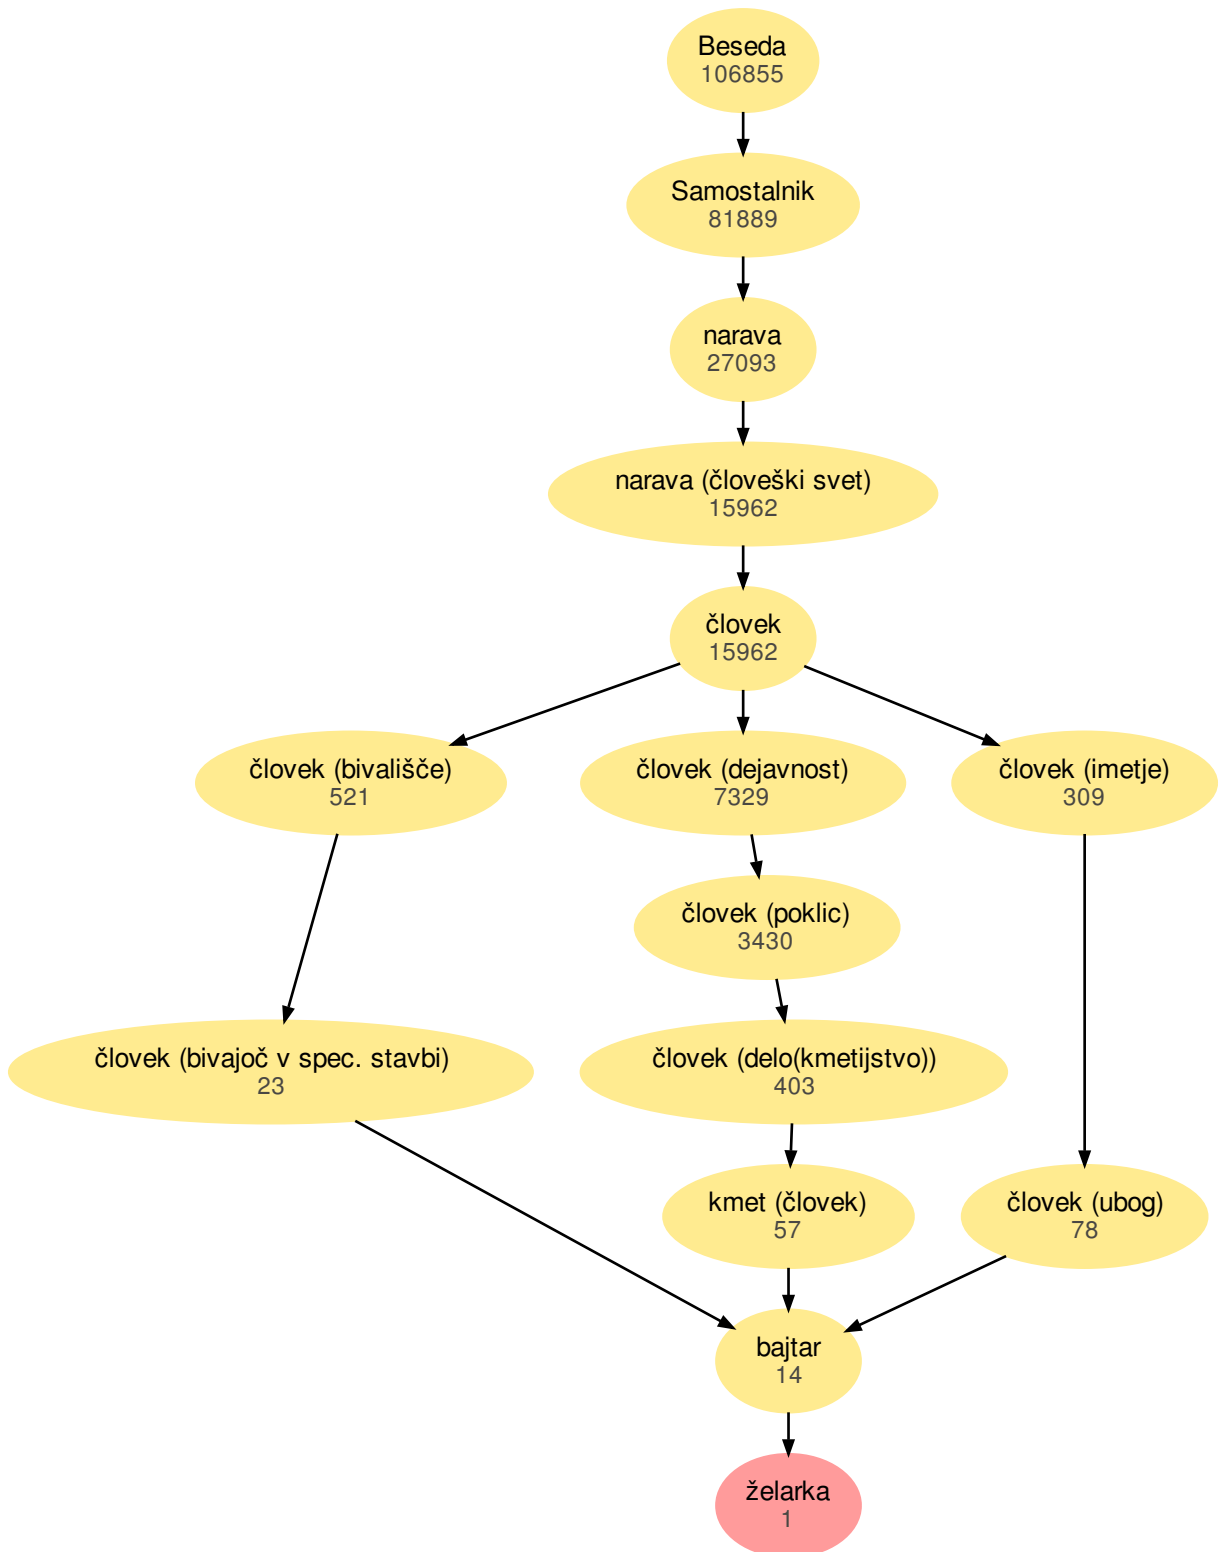 Beseda
106855
Samostalnik
81889
narava
27093
narava (človeški svet)
15962
človek
15962
človek (bivališče)
521
človek (dejavnost)
7329
človek (imetje)
309
človek (poklic)
3430
človek (bivajoč v spec. stavbi)
23
človek (delo(kmetijstvo))
403
kmet (človek)
57
človek (ubog)
78
bajtar
14
želarka
1